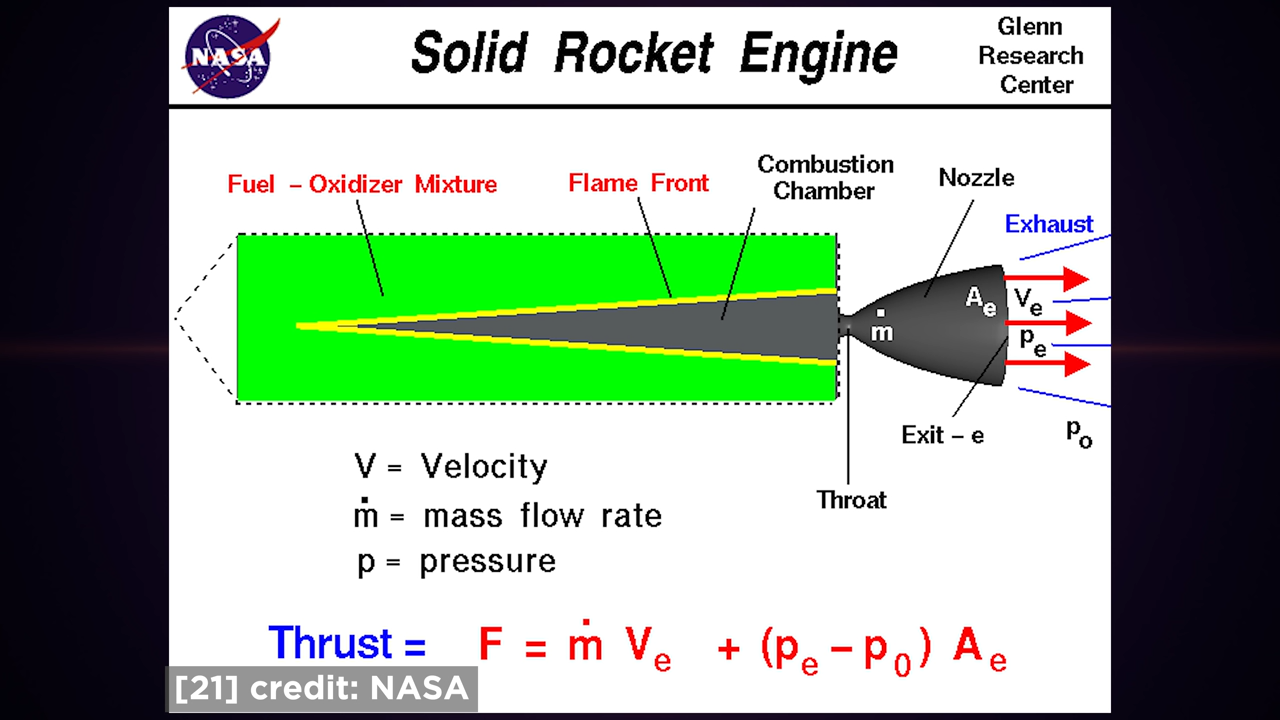 NASA
Solid Rocket Engine
Glenn
Research
Center
Fuel – Oxidizer Mixture
Flame Front
Combustion
Chamber
Nozzle
Exhaust
Aₑ
Vₑ
ṁ
pₑ
Exit – e
p₀
Throat
V = Velocity
ṁ = mass flow rate
p = pressure
Thrust = F = ṁ Vₑ + (pₑ – p₀) Aₑ
[21] credit: NASA